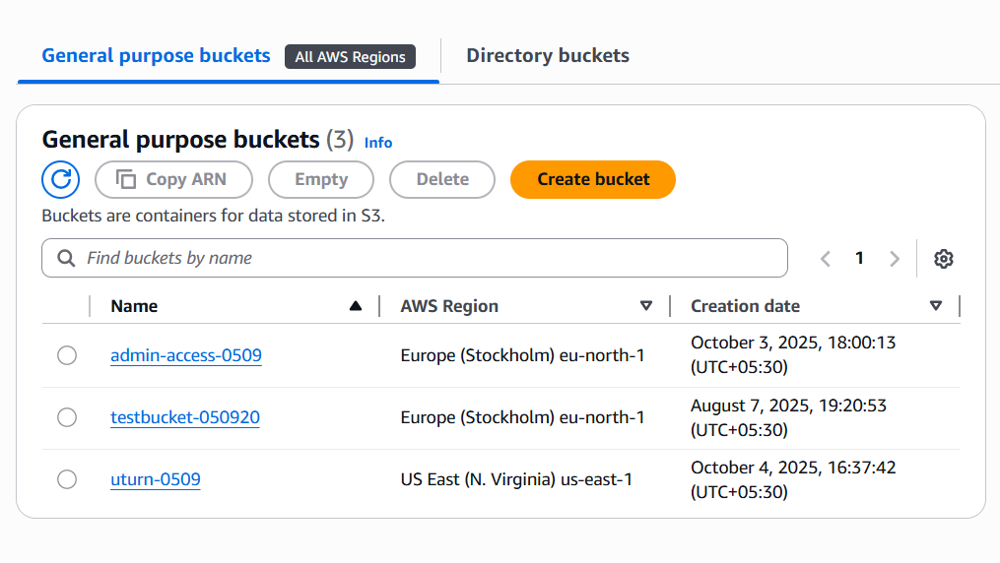 General purpose buckets All AWS Regions Directory buckets
General purpose buckets (3) Info
Copy ARN Empty Delete Create bucket
Buckets are containers for data stored in S3.
Find buckets by name 1
Name AWS Region Creation date
admin-access-0509 Europe (Stockholm) eu-north-1 October 3, 2025, 18:00:13 (UTC+05:30)
testbucket-050920 Europe (Stockholm) eu-north-1 August 7, 2025, 19:20:53 (UTC+05:30)
uturn-0509 US East (N. Virginia) us-east-1 October 4, 2025, 16:37:42 (UTC+05:30)